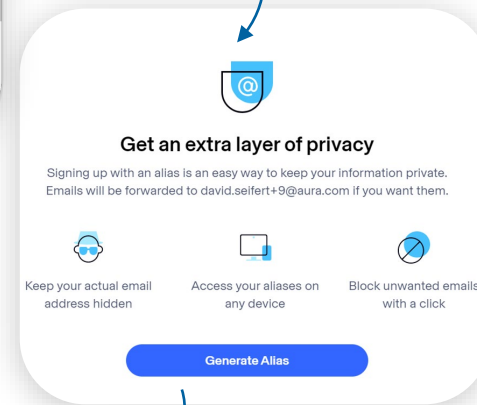 @
Get an extra layer of privacy
Signing up with an alias is an easy way to keep your information private.
Emails will be forwarded to david.seifert+9@aura.com if you want them.
Keep your actual email
address hidden
Access your aliases on
any device
Block unwanted emails
with a click
Generate Alias